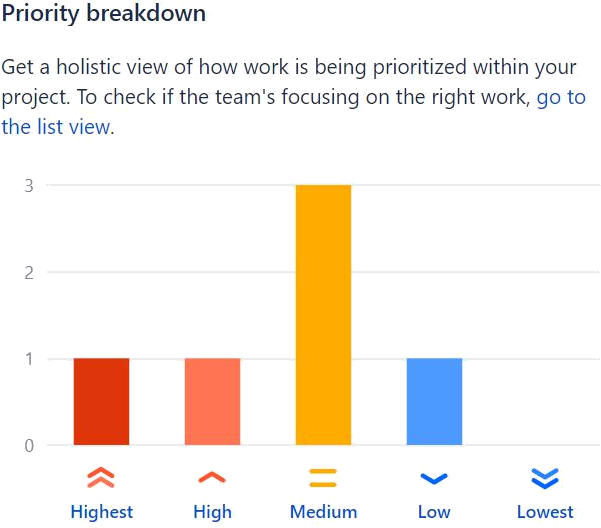 Priority breakdown
Get a holistic view of how work is being prioritized within your
project. To check if the team's focusing on the right work, go to
the list view.
3
2
1
0
Highest High Medium Low Lowest